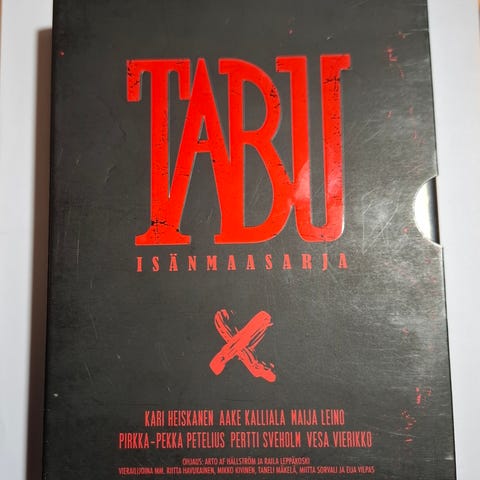 TABU
ISÄNMAASARJA
KARI HEISKANEN AAKE KALLIALA MAIJA LEINO
PIRKKA-PEKKA PETELIUS PERTTI SVEHOLM VESA VIERIKKO
OHJAUS: ARTO AF HÄLLSTRÖM JA RAILA LEPPÄKOSKI
VIERAILIJOINA MM. RIITTA HAVUKAINEN, MIKKO KIVINEN, TANELI MÄKELÄ, MIITTA SORVALI JA EIJA VILPAS